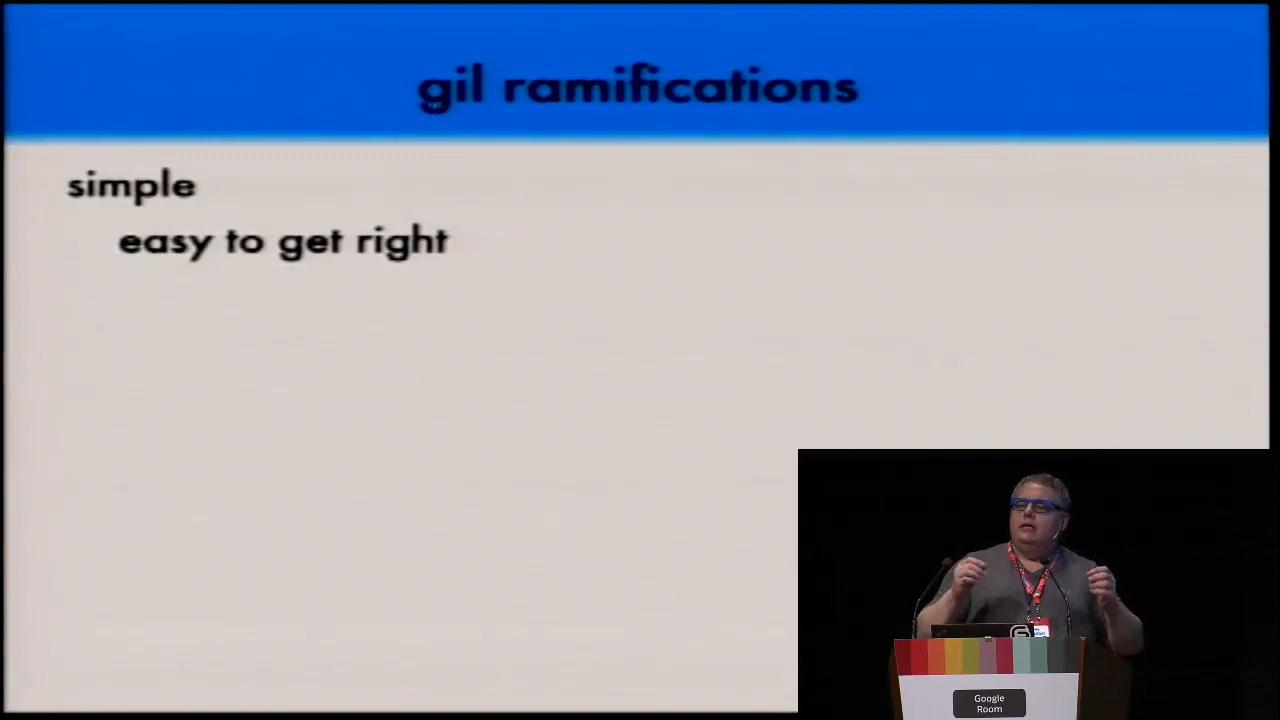 gil ramifications
simple
easy to get right
Google
Room